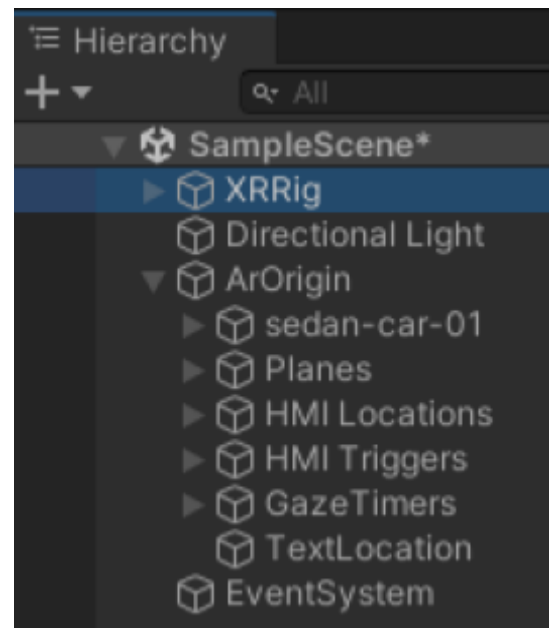 Hierarchy
All
SampleScene*
XRRig
Directional Light
ArOrigin
sedan-car-01
Planes
HMI Locations
HMI Triggers
GazeTimers
TextLocation
EventSystem